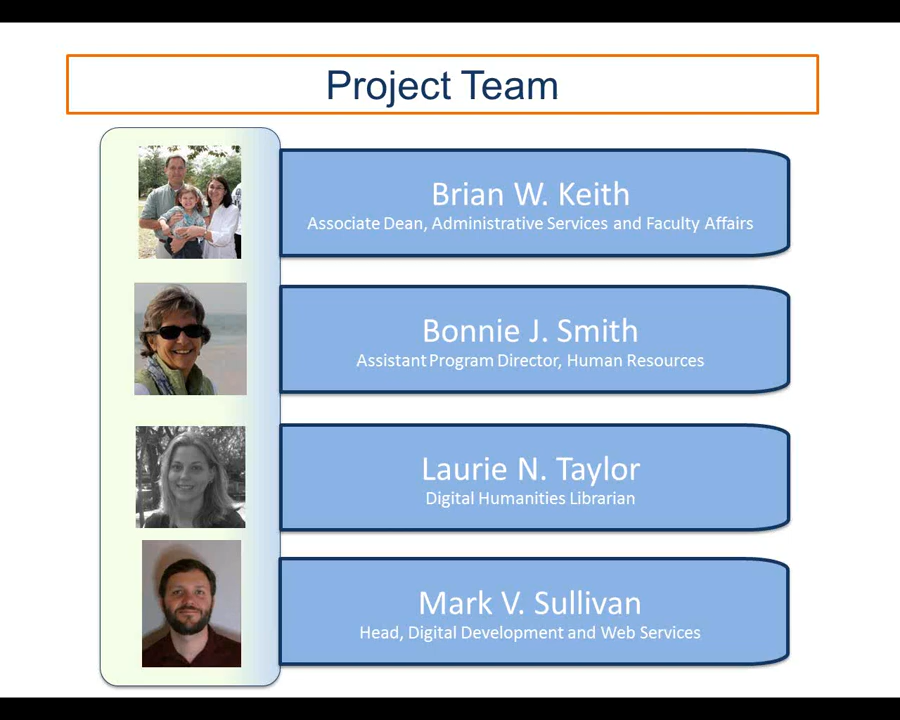 Project Team
Brian W. Keith
Associate Dean, Administrative Services and Faculty Affairs
Bonnie J. Smith
Assistant Program Director, Human Resources
Laurie N. Taylor
Digital Humanities Librarian
Mark V. Sullivan
Head, Digital Development and Web Services